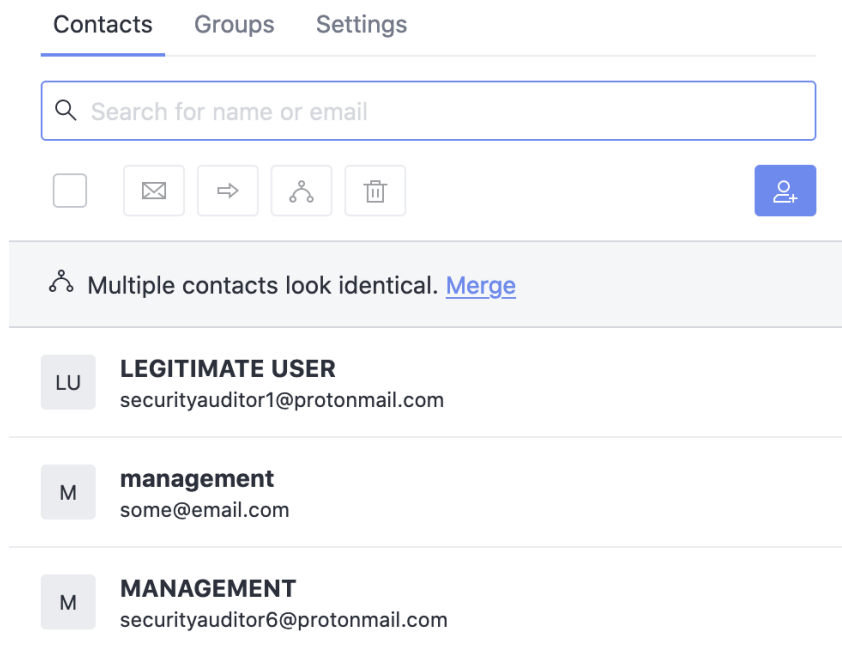 Contacts Groups Settings
Search for name or email
Multiple contacts look identical. Merge
LU
LEGITIMATE USER
securityauditor1@protonmail.com
M
management
some@email.com
M
MANAGEMENT
securityauditor6@protonmail.com